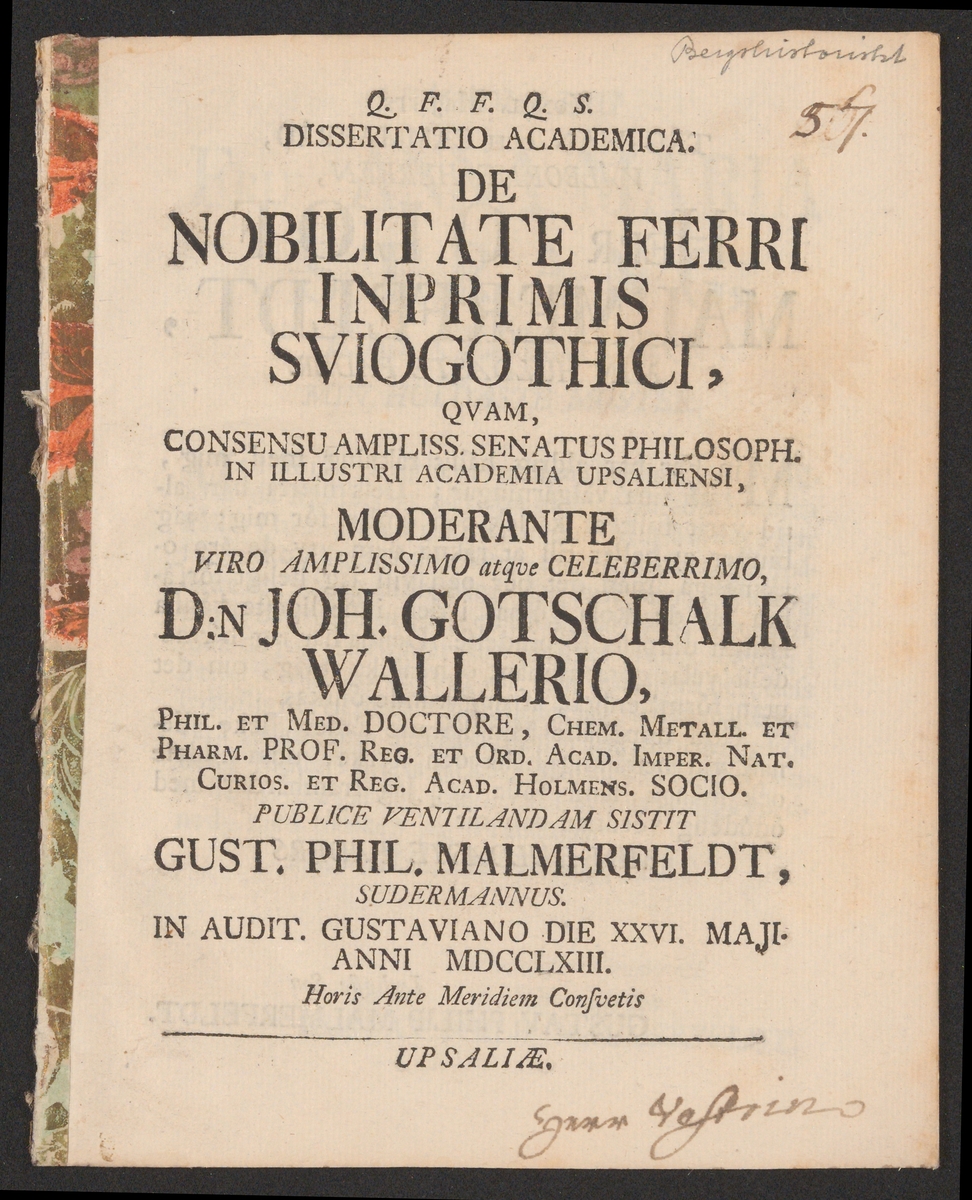 Bergshistoriskt
Q. F. F. Q. S.
DISSERTATIO ACADEMICA.
DE
NOBILITATE FERRI
INPRIMIS
SVIOGOTHICI,
QVAM,
CONSENSU AMPLISS. SENATUS PHILOSOPH.
IN ILLUSTRI ACADEMIA UPSALIENSI,
MODERANTE
VIRO AMPLISSIMO atqve CELEBERRIMO,
D:N JOH. GOTSCHALK
WALLERIO,
PHIL. ET MED. DOCTORE, CHEM. METALL. ET
PHARM. PROF. REG. ET ORD. ACAD. IMPER. NAT.
CURIOS. ET REG. ACAD. HOLMENS. SOCIO.
PUBLICE VENTILANDAM SISTIT
GUST. PHIL. MALMERFELDT,
SUDERMANNUS.
IN AUDIT. GUSTAVIANO DIE XXVI. MAJI.
ANNI MDCCLXIII.
Horis Ante Meridiem Conſvetis
UPSALIÆ.
Herr